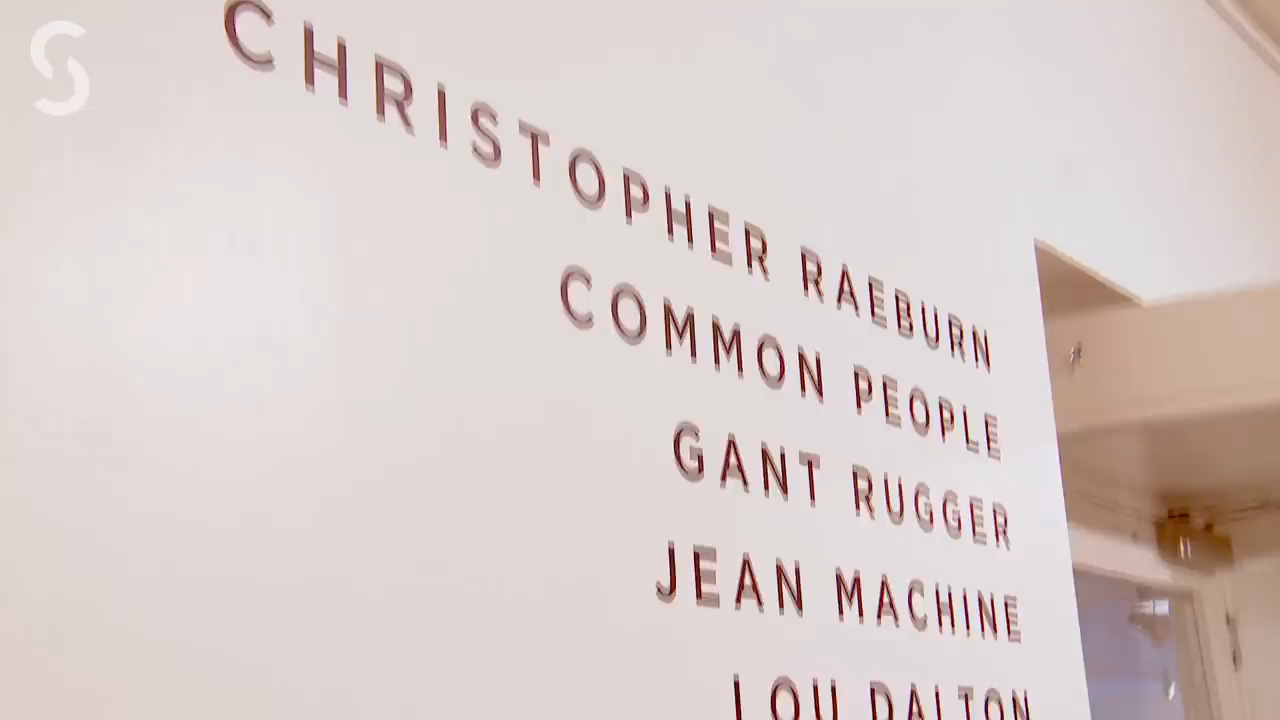 CHRISTOPHER RAEBURN
COMMON PEOPLE
GANT RUGGER
JEAN MACHINE
LOU DALTON